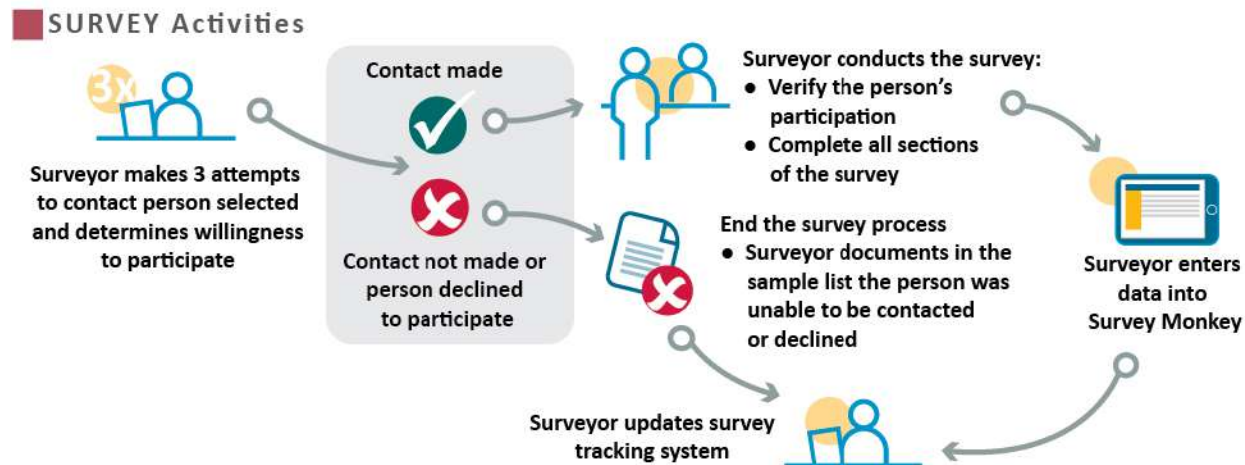 SURVEY Activities
3x
Surveyor makes 3 attempts
to contact person selected
and determines willingness
to participate
Contact made
Contact not made or
person declined
to participate
Surveyor conducts the survey:
● Verify the person's
participation
● Complete all sections
of the survey
End the survey process
● Surveyor documents in the
sample list the person was
unable to be contacted
or declined
Surveyor enters
data into
Survey Monkey
Surveyor updates survey
tracking system